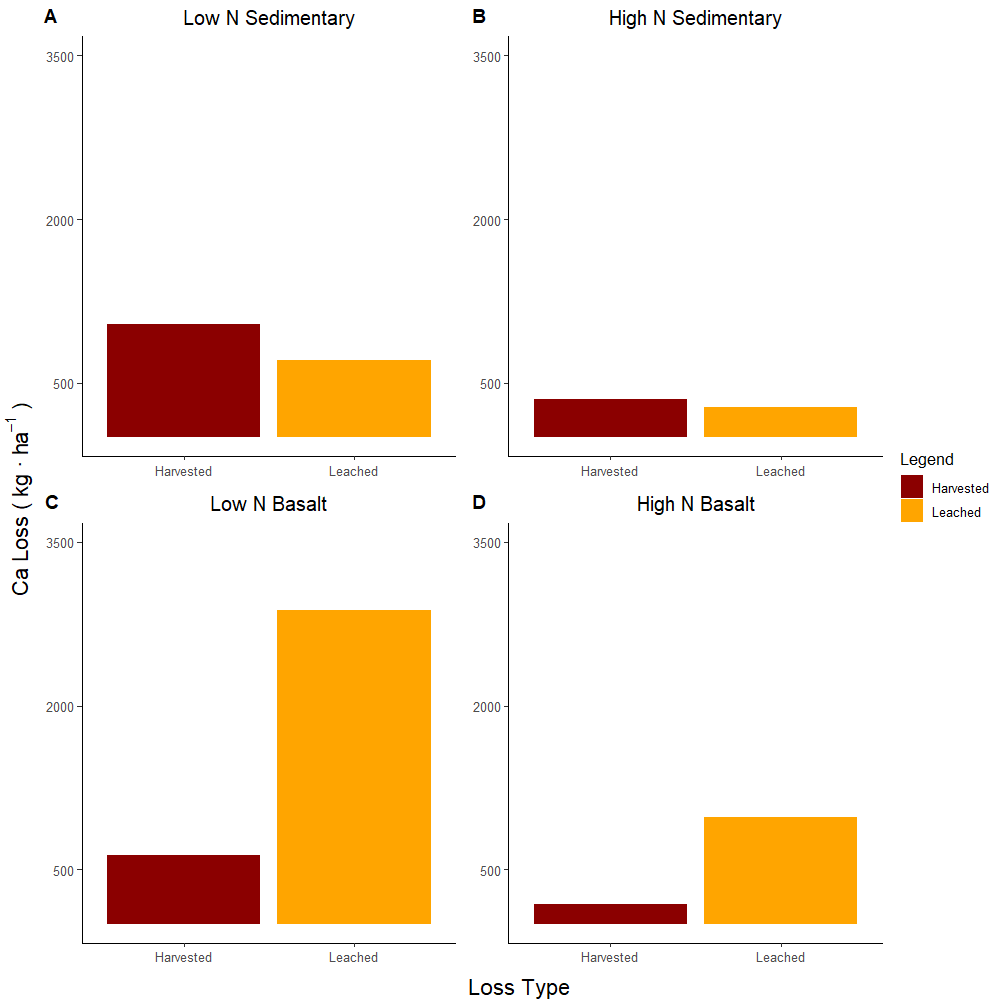 A
Low N Sedimentary
3500
2000
500
Harvested
Leached
B
High N Sedimentary
3500
2000
500
Harvested
Leached
C
Low N Basalt
3500
2000
500
Harvested
Leached
D
High N Basalt
3500
2000
500
Harvested
Leached
Ca Loss ( kg · ha⁻¹ )
Loss Type
Legend
Harvested
Leached